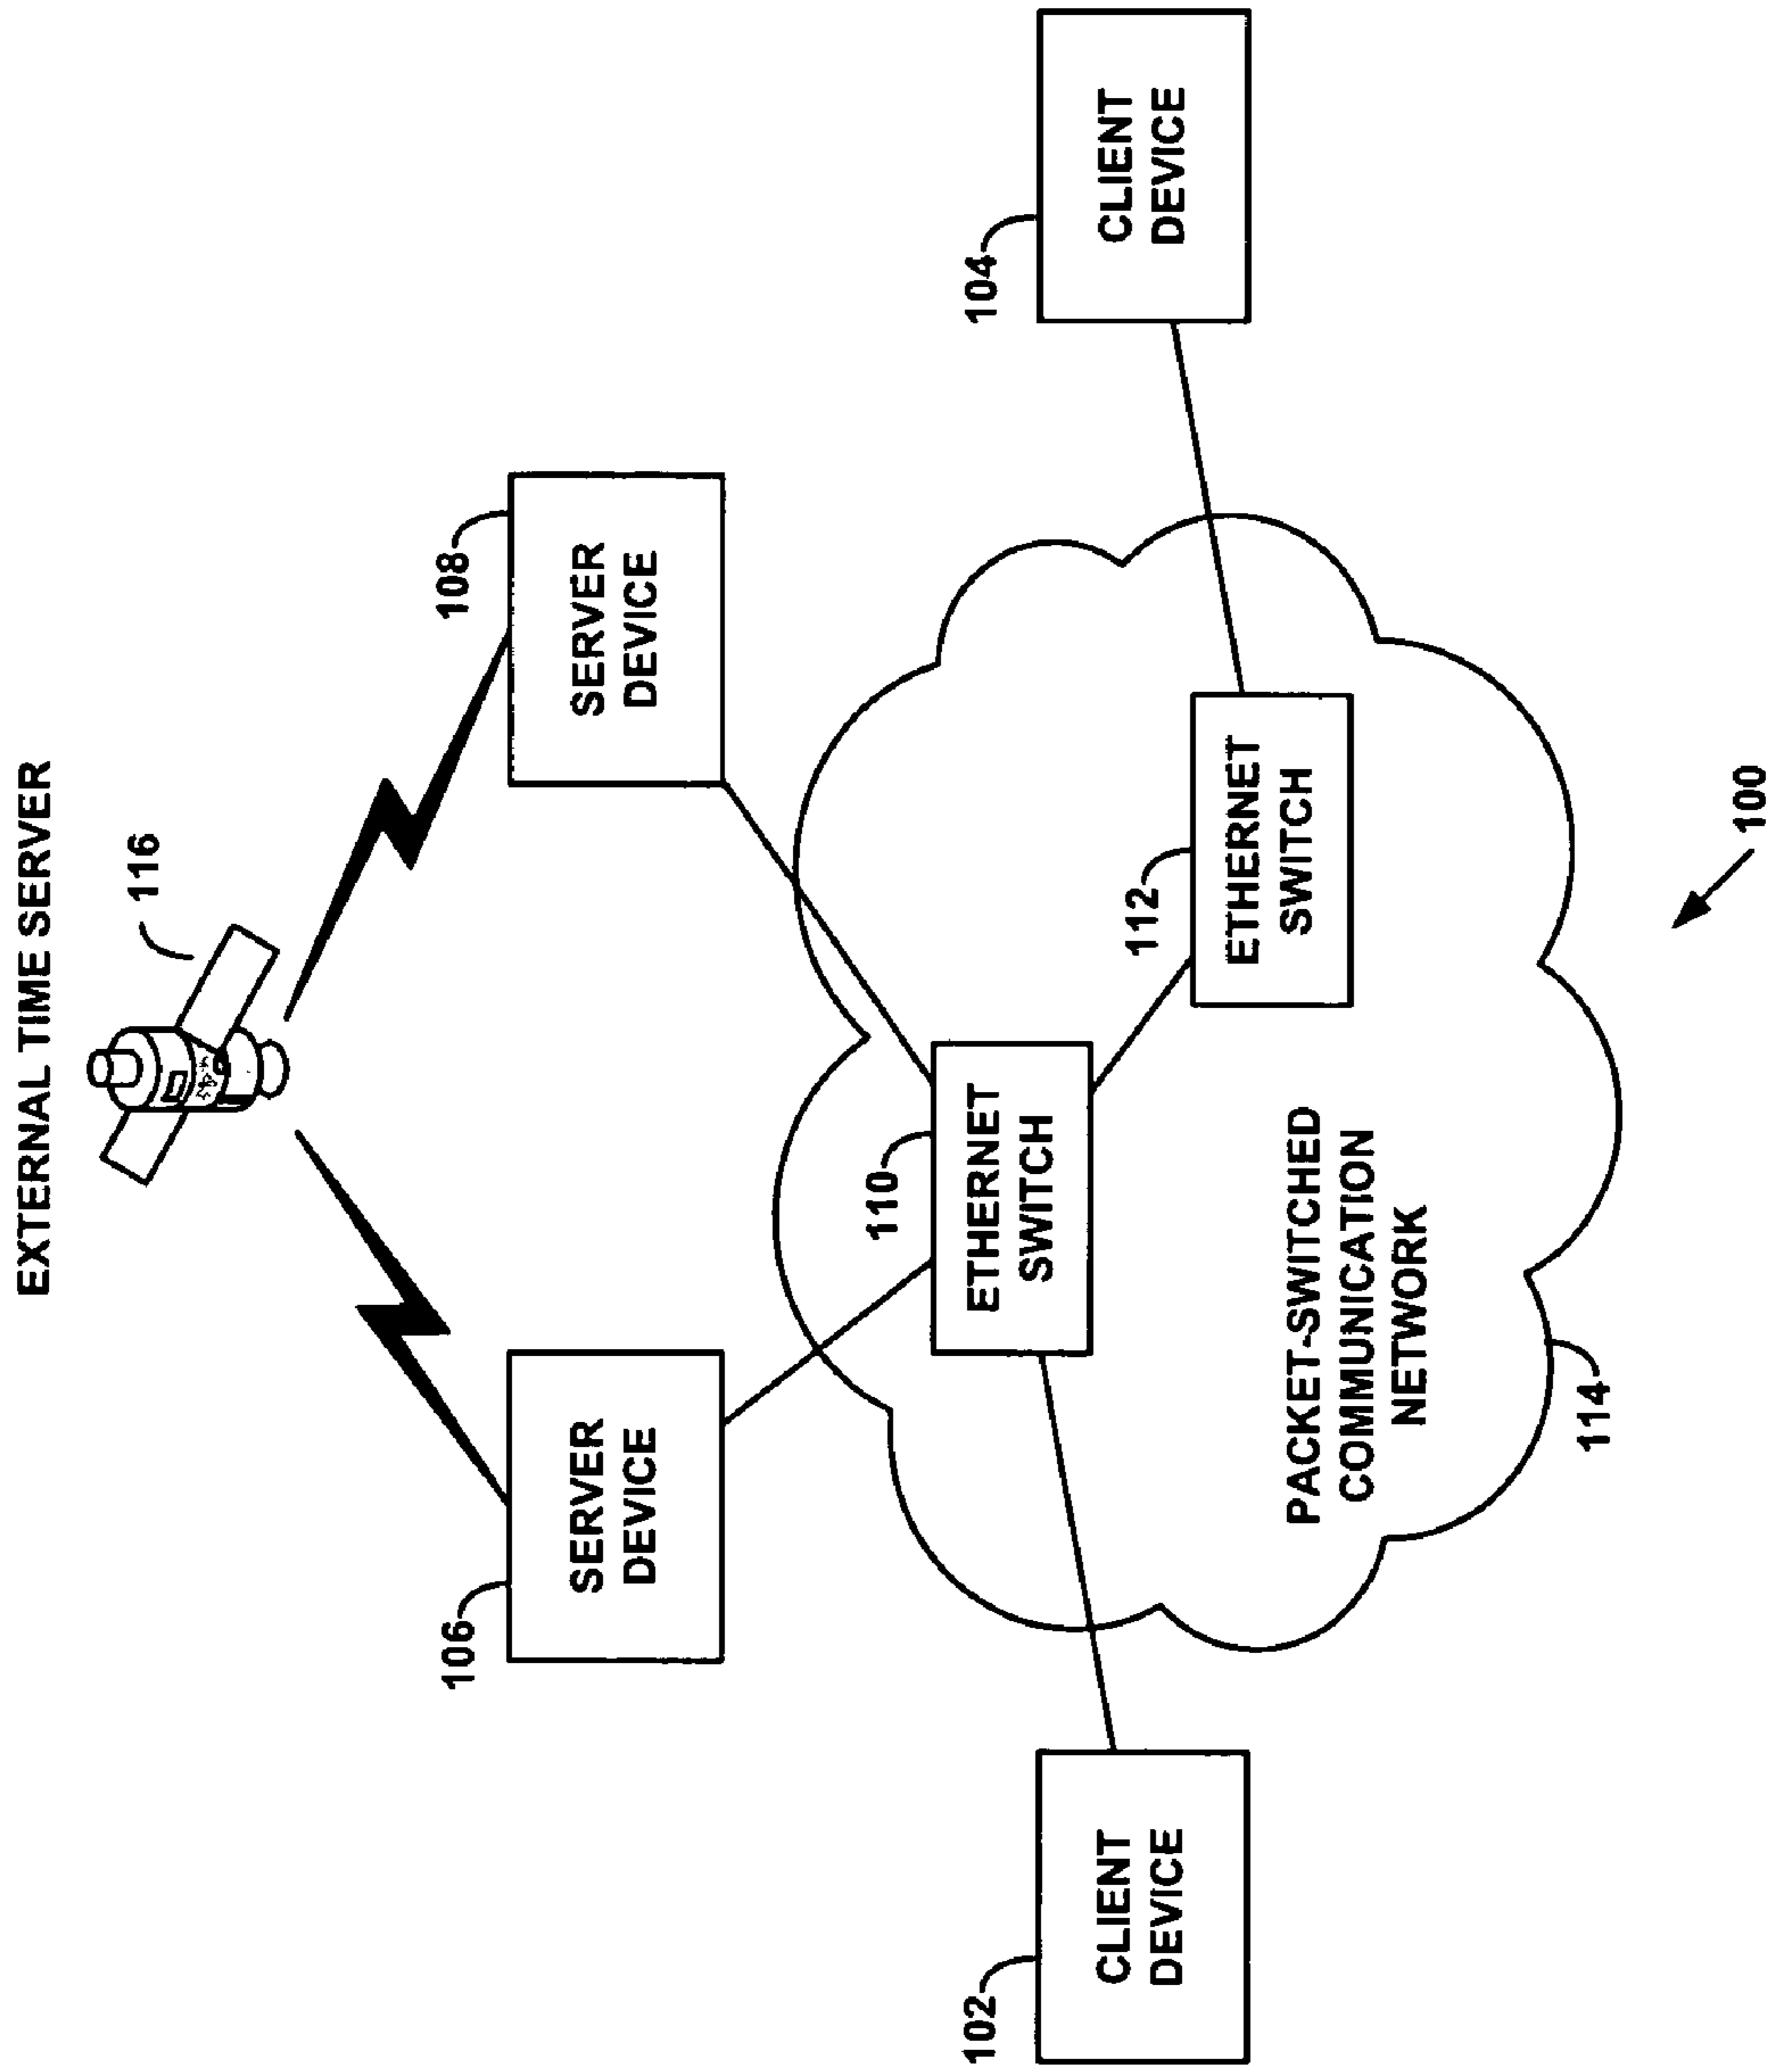 EXTERNAL TIME SERVER
116
106
SERVER
DEVICE
108
SERVER
DEVICE
102
CLIENT
DEVICE
110
ETHERNET
SWITCH
112
ETHERNET
SWITCH
104
CLIENT
DEVICE
PACKET-SWITCHED
COMMUNICATION
NETWORK
114
100